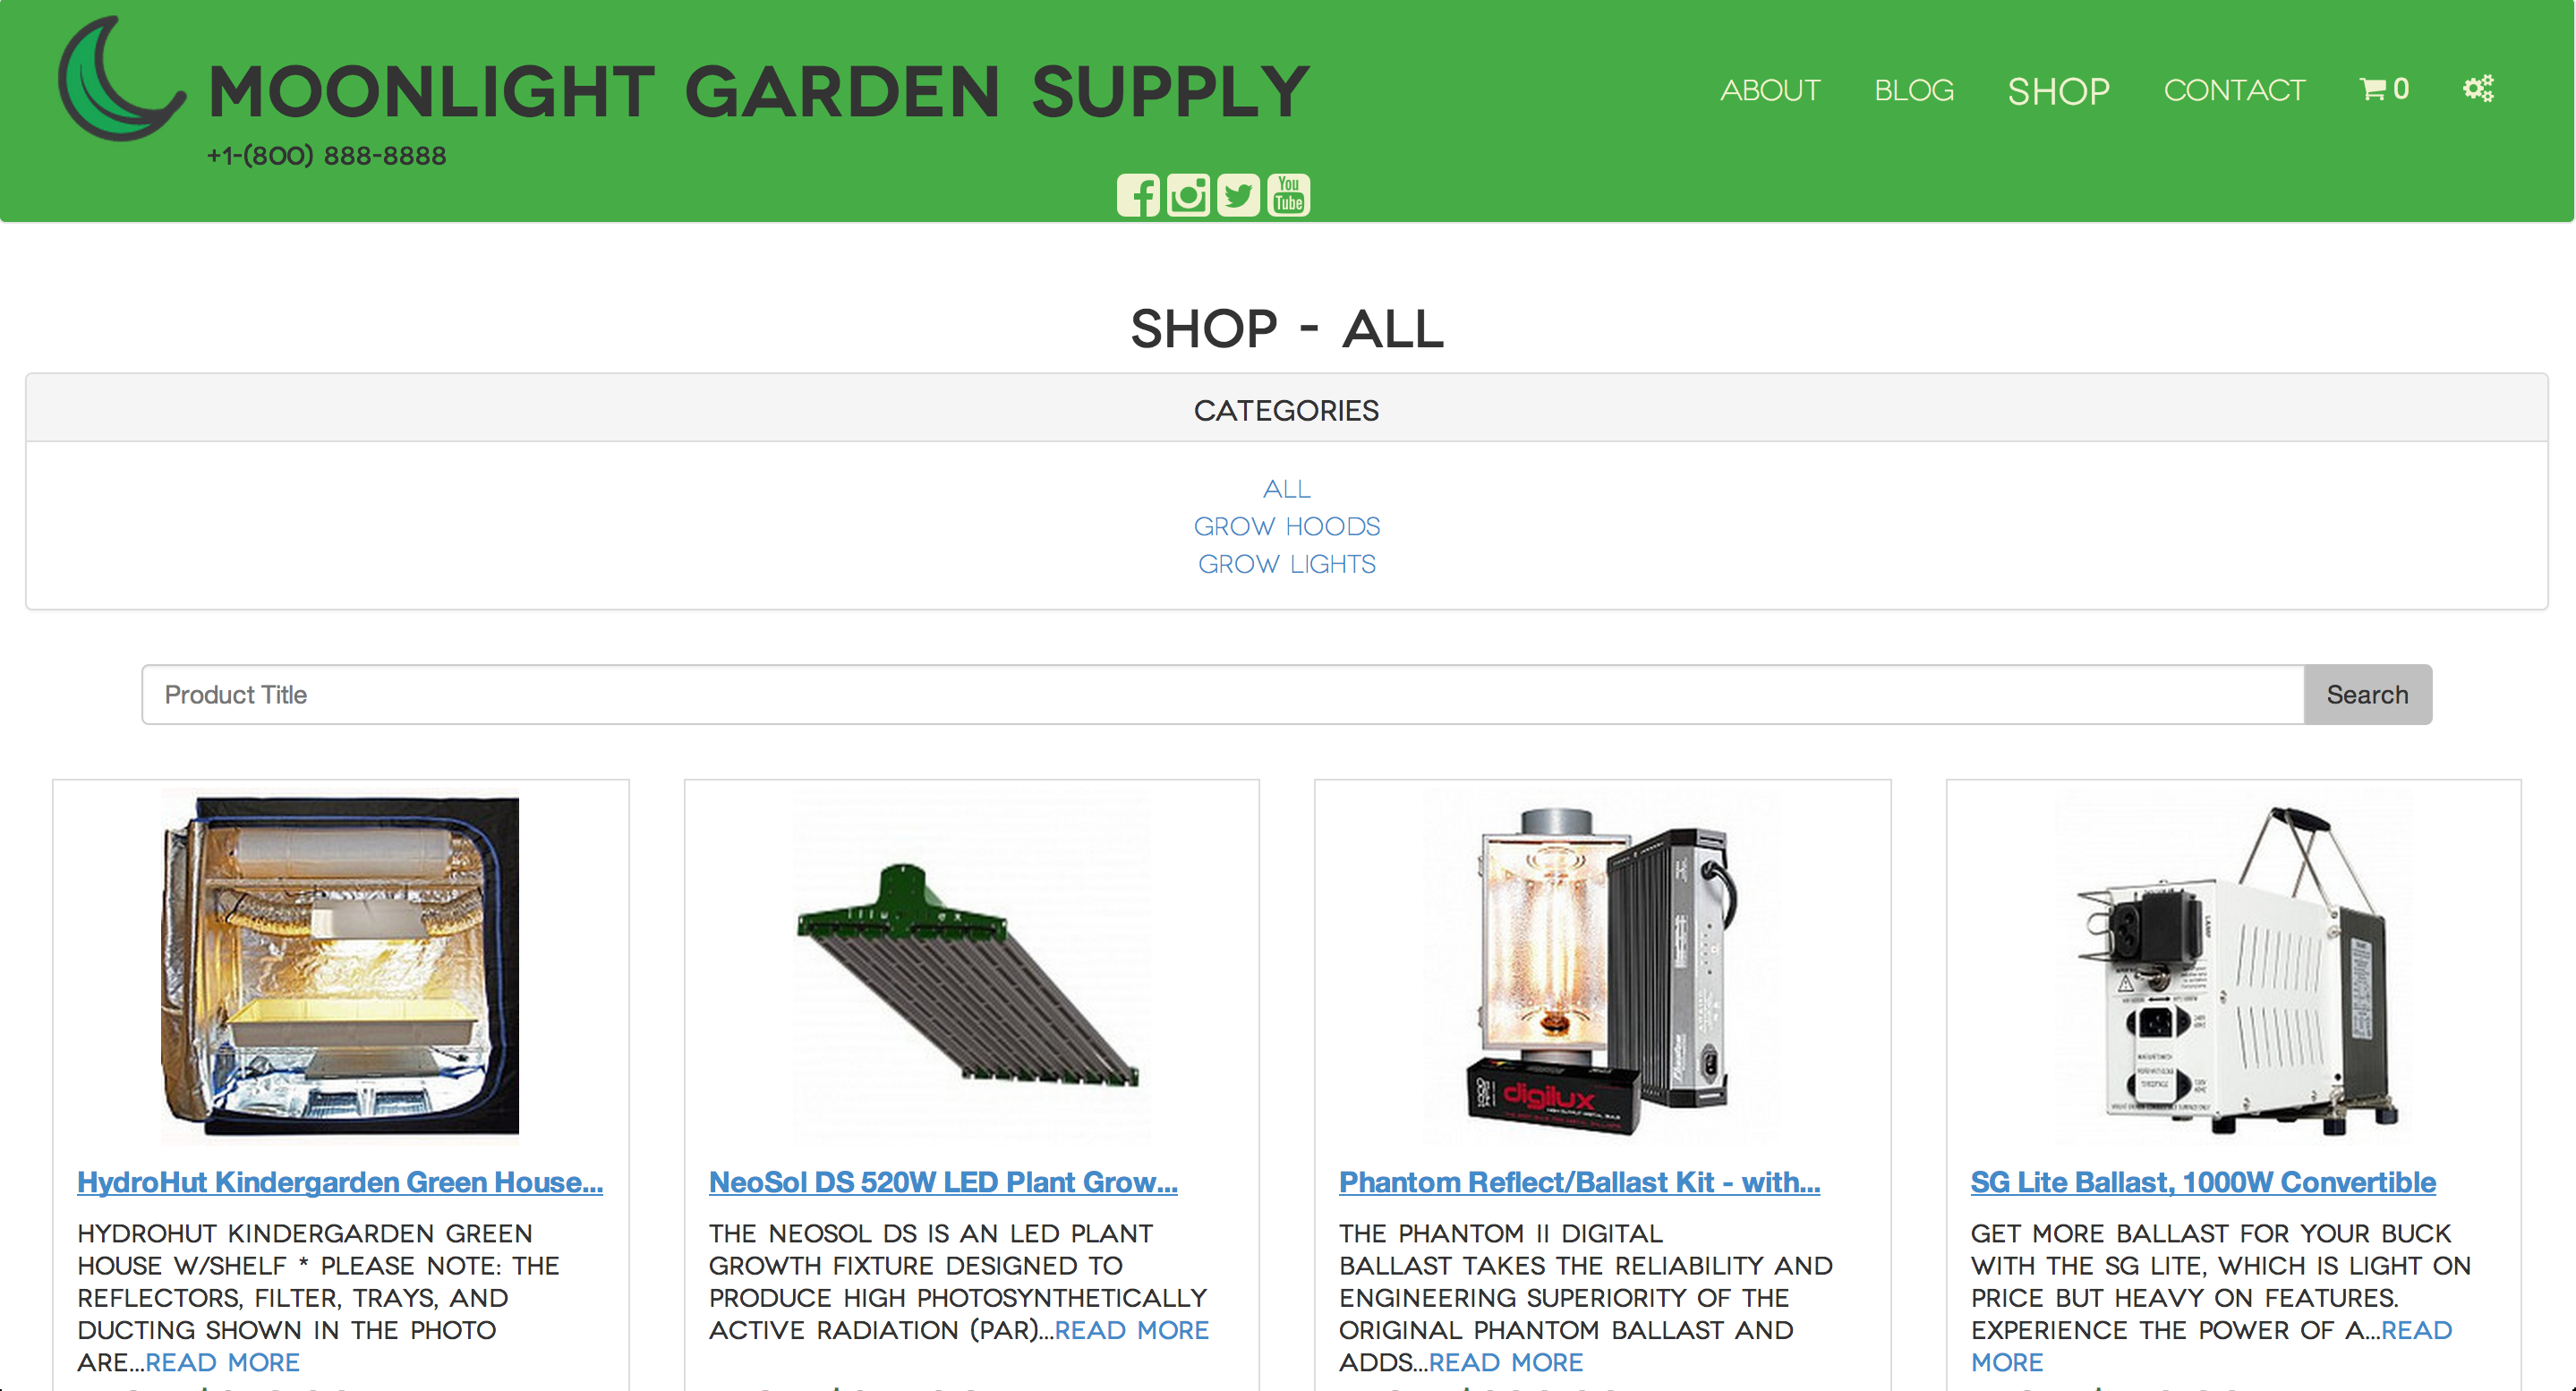 MOONLIGHT GARDEN SUPPLY
+1-(800) 888-8888
ABOUT BLOG SHOP CONTACT 0
You Tube
SHOP - ALL
CATEGORIES
ALL
GROW HOODS
GROW LIGHTS
Product Title Search
digilux
HydroHut Kindergarden Green House...
HYDROHUT KINDERGARDEN GREEN
HOUSE W/SHELF * PLEASE NOTE: THE
REFLECTORS, FILTER, TRAYS, AND
DUCTING SHOWN IN THE PHOTO
ARE...READ MORE
NeoSol DS 520W LED Plant Grow...
THE NEOSOL DS IS AN LED PLANT
GROWTH FIXTURE DESIGNED TO
PRODUCE HIGH PHOTOSYNTHETICALLY
ACTIVE RADIATION (PAR)...READ MORE
Phantom Reflect/Ballast Kit - with...
THE PHANTOM II DIGITAL
BALLAST TAKES THE RELIABILITY AND
ENGINEERING SUPERIORITY OF THE
ORIGINAL PHANTOM BALLAST AND
ADDS...READ MORE
SG Lite Ballast, 1000W Convertible
GET MORE BALLAST FOR YOUR BUCK
WITH THE SG LITE, WHICH IS LIGHT ON
PRICE BUT HEAVY ON FEATURES.
EXPERIENCE THE POWER OF A...READ
MORE